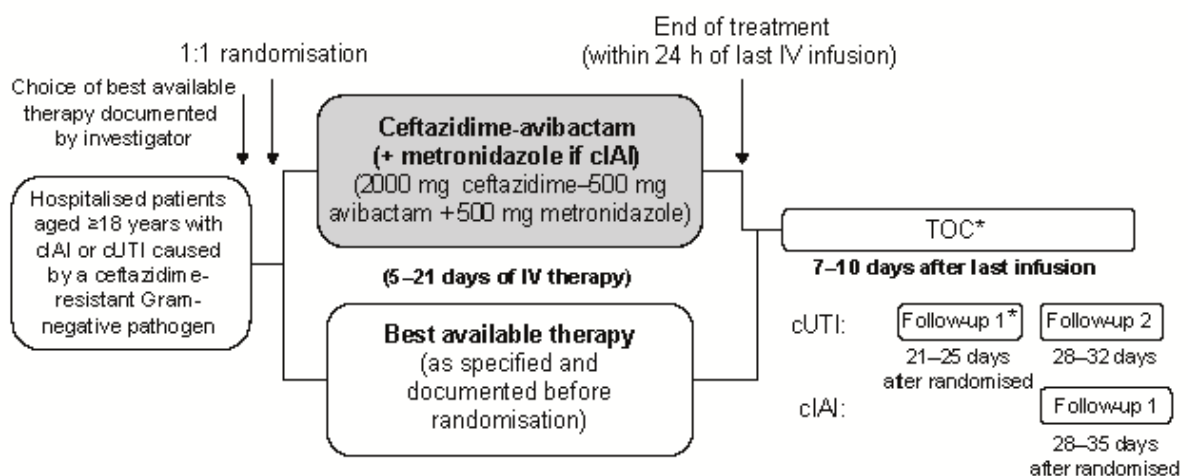 End of treatment
(within 24 h of last IV infusion)
1:1 randomisation
Choice of best available
therapy documented
by investigator
Ceftazidime-avibactam
(+ metronidazole if cIAI)
(2000 mg ceftazidime–500 mg
avibactam +500 mg metronidazole)
Hospitalised patients
aged ≥18 years with
cIAI or cUTI caused
by a ceftazidime-
resistant Gram-
negative pathogen
(5–21 days of IV therapy)
Best available therapy
(as specified and
documented before
randomisation)
TOC*
7–10 days after last infusion
cUTI:
Follow-up 1*
Follow-up 2
21–25 days
after randomised
28–32 days
cIAI:
Follow-up 1
28–35 days
after randomised